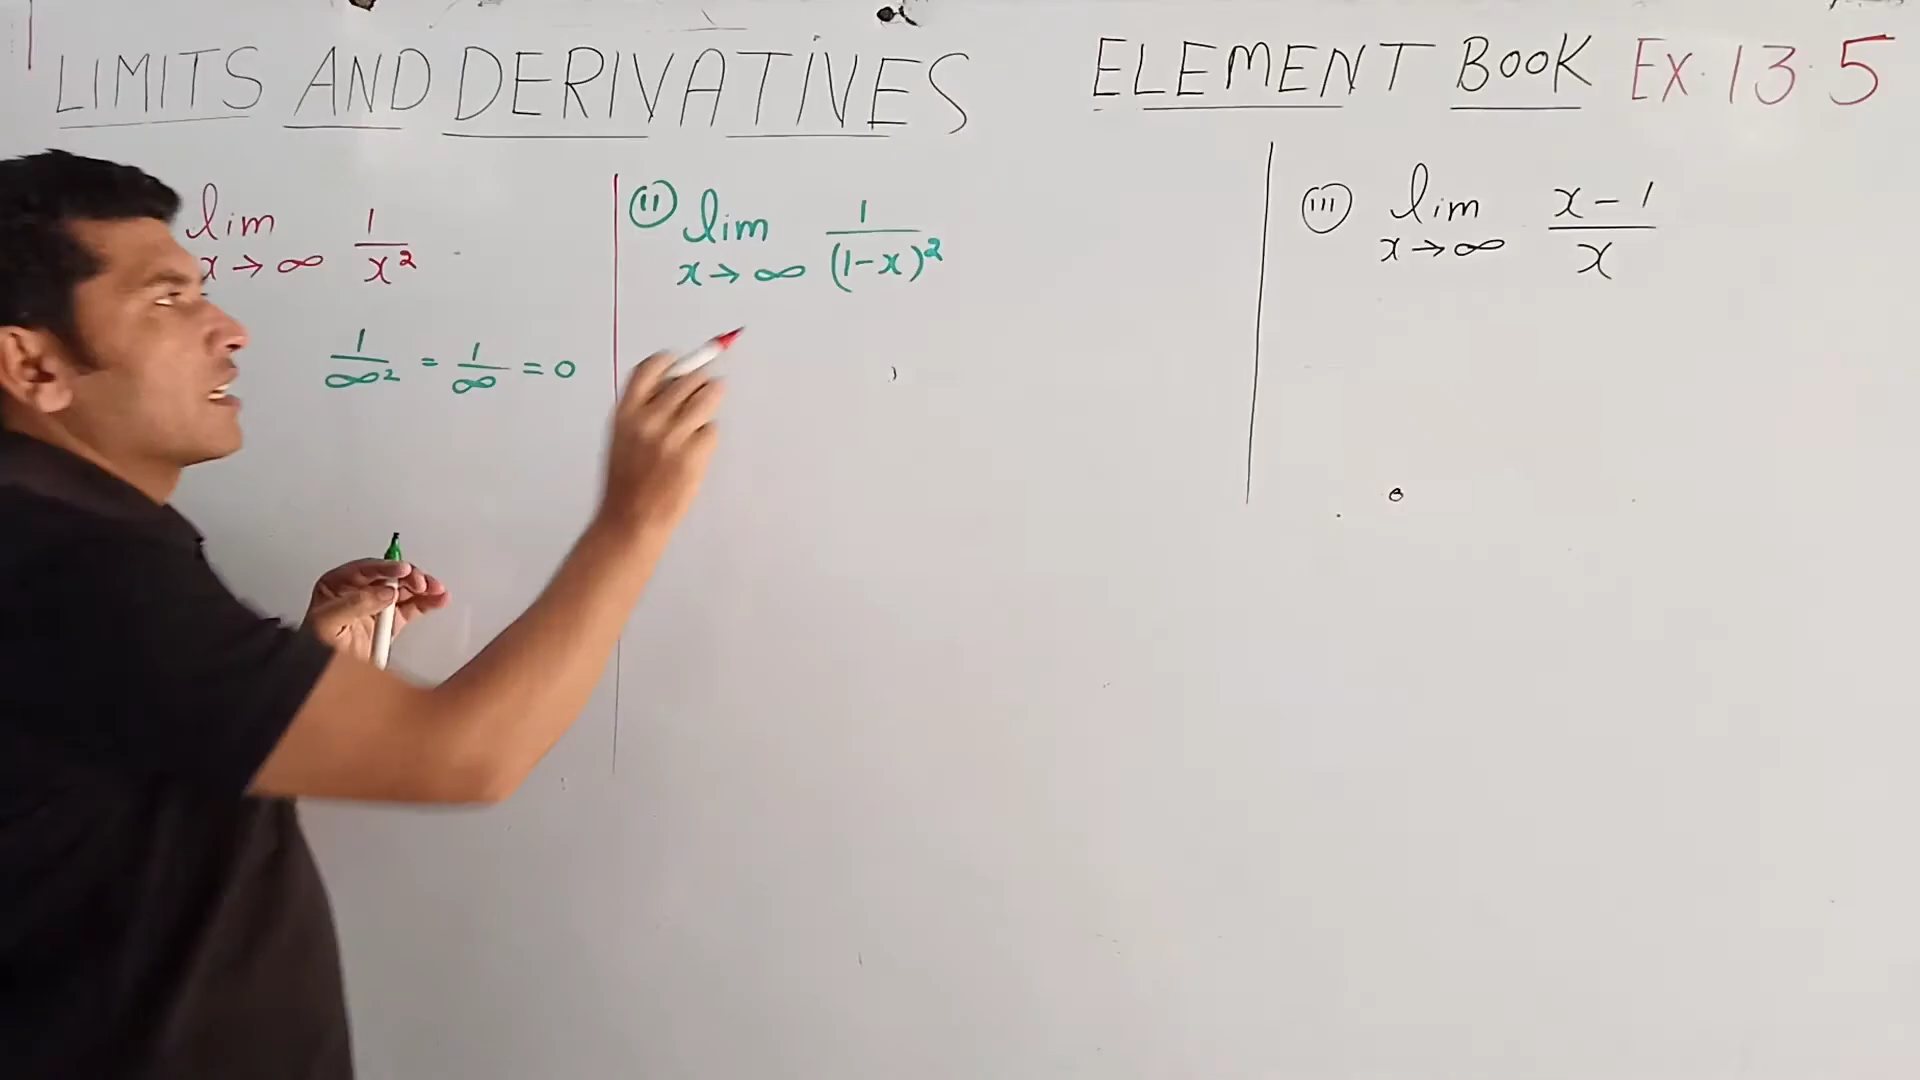 LIMITS AND DERIVATIVES
ELEMENT BOOK EX. 13.5
lim x→∞ 1/x²
1/∞² = 1/∞ = 0
(ii) lim x→∞ 1/(1-x)²
(iii) lim x→∞ (x-1)/x